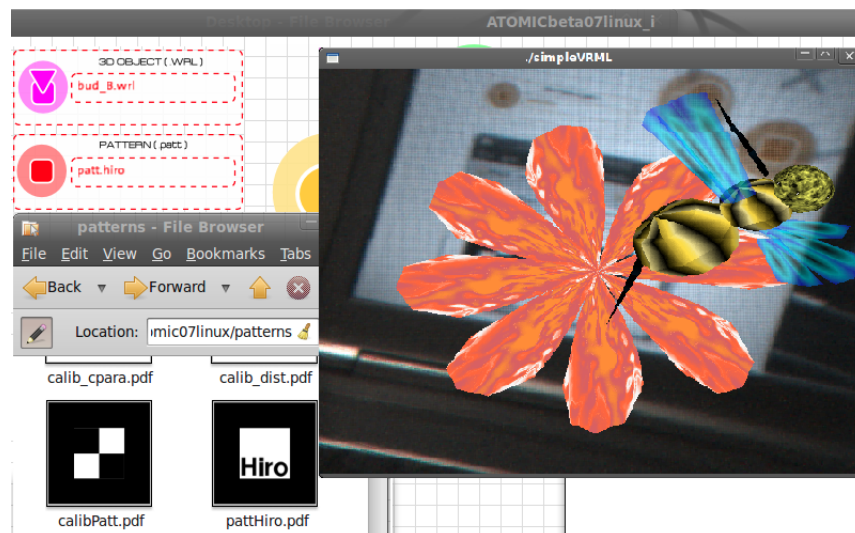 Desktop - File Browser
ATOMICbeta07linux_i
3D OBJECT ( .WRL )
bud_B.wrl
PATTERN ( patt )
patt.hiro
./simpleVRML
patterns - File Browser
File Edit View Go Bookmarks Tabs
Back Forward
Location: omic07linux/patterns
calib_cpara.pdf calib_dist.pdf
Hiro
calibPatt.pdf pattHiro.pdf